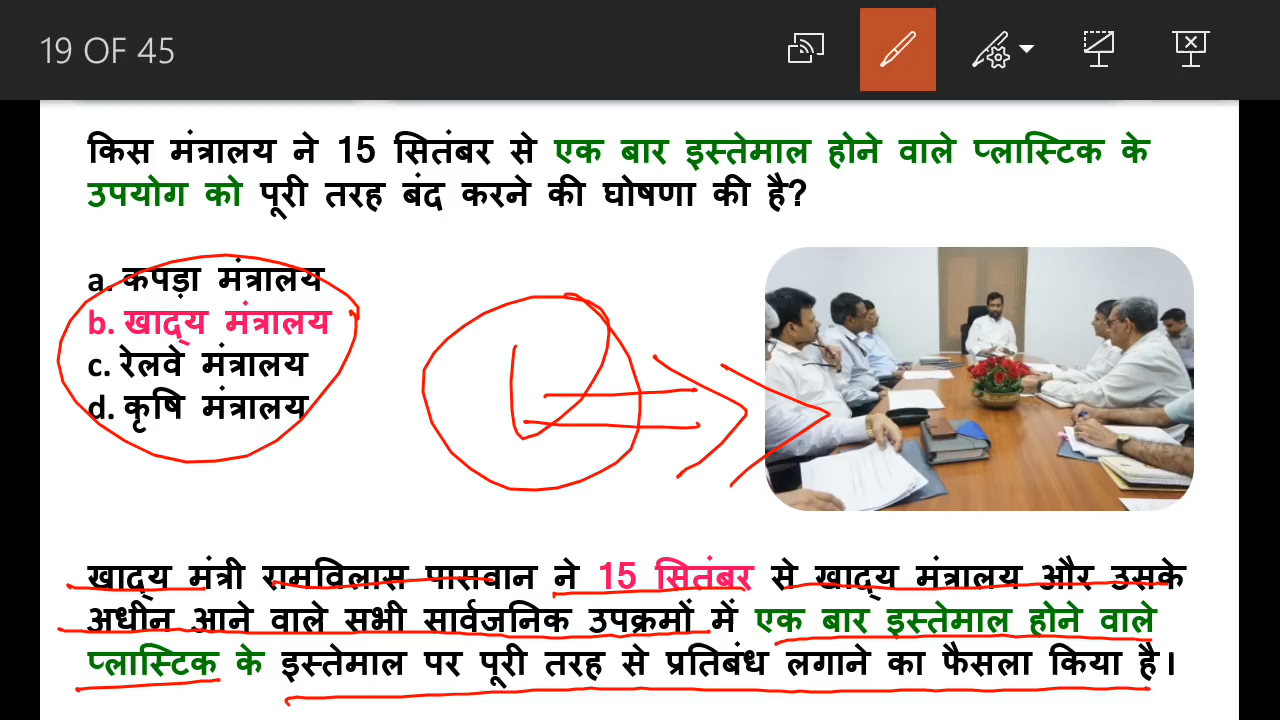 19 OF 45
किस मंत्रालय ने 15 सितंबर से एक बार इस्तेमाल होने वाले प्लास्टिक के
उपयोग को पूरी तरह बंद करने की घोषणा की है?
a. कपड़ा मंत्रालय
b. खाद्य मंत्रालय
c. रेलवे मंत्रालय
d. कृषि मंत्रालय
खाद्य मंत्री रामविलास पासवान ने 15 सितंबर से खाद्य मंत्रालय और उसके
अधीन आने वाले सभी सार्वजनिक उपक्रमों में एक बार इस्तेमाल होने वाले
प्लास्टिक के इस्तेमाल पर पूरी तरह से प्रतिबंध लगाने का फैसला किया है।